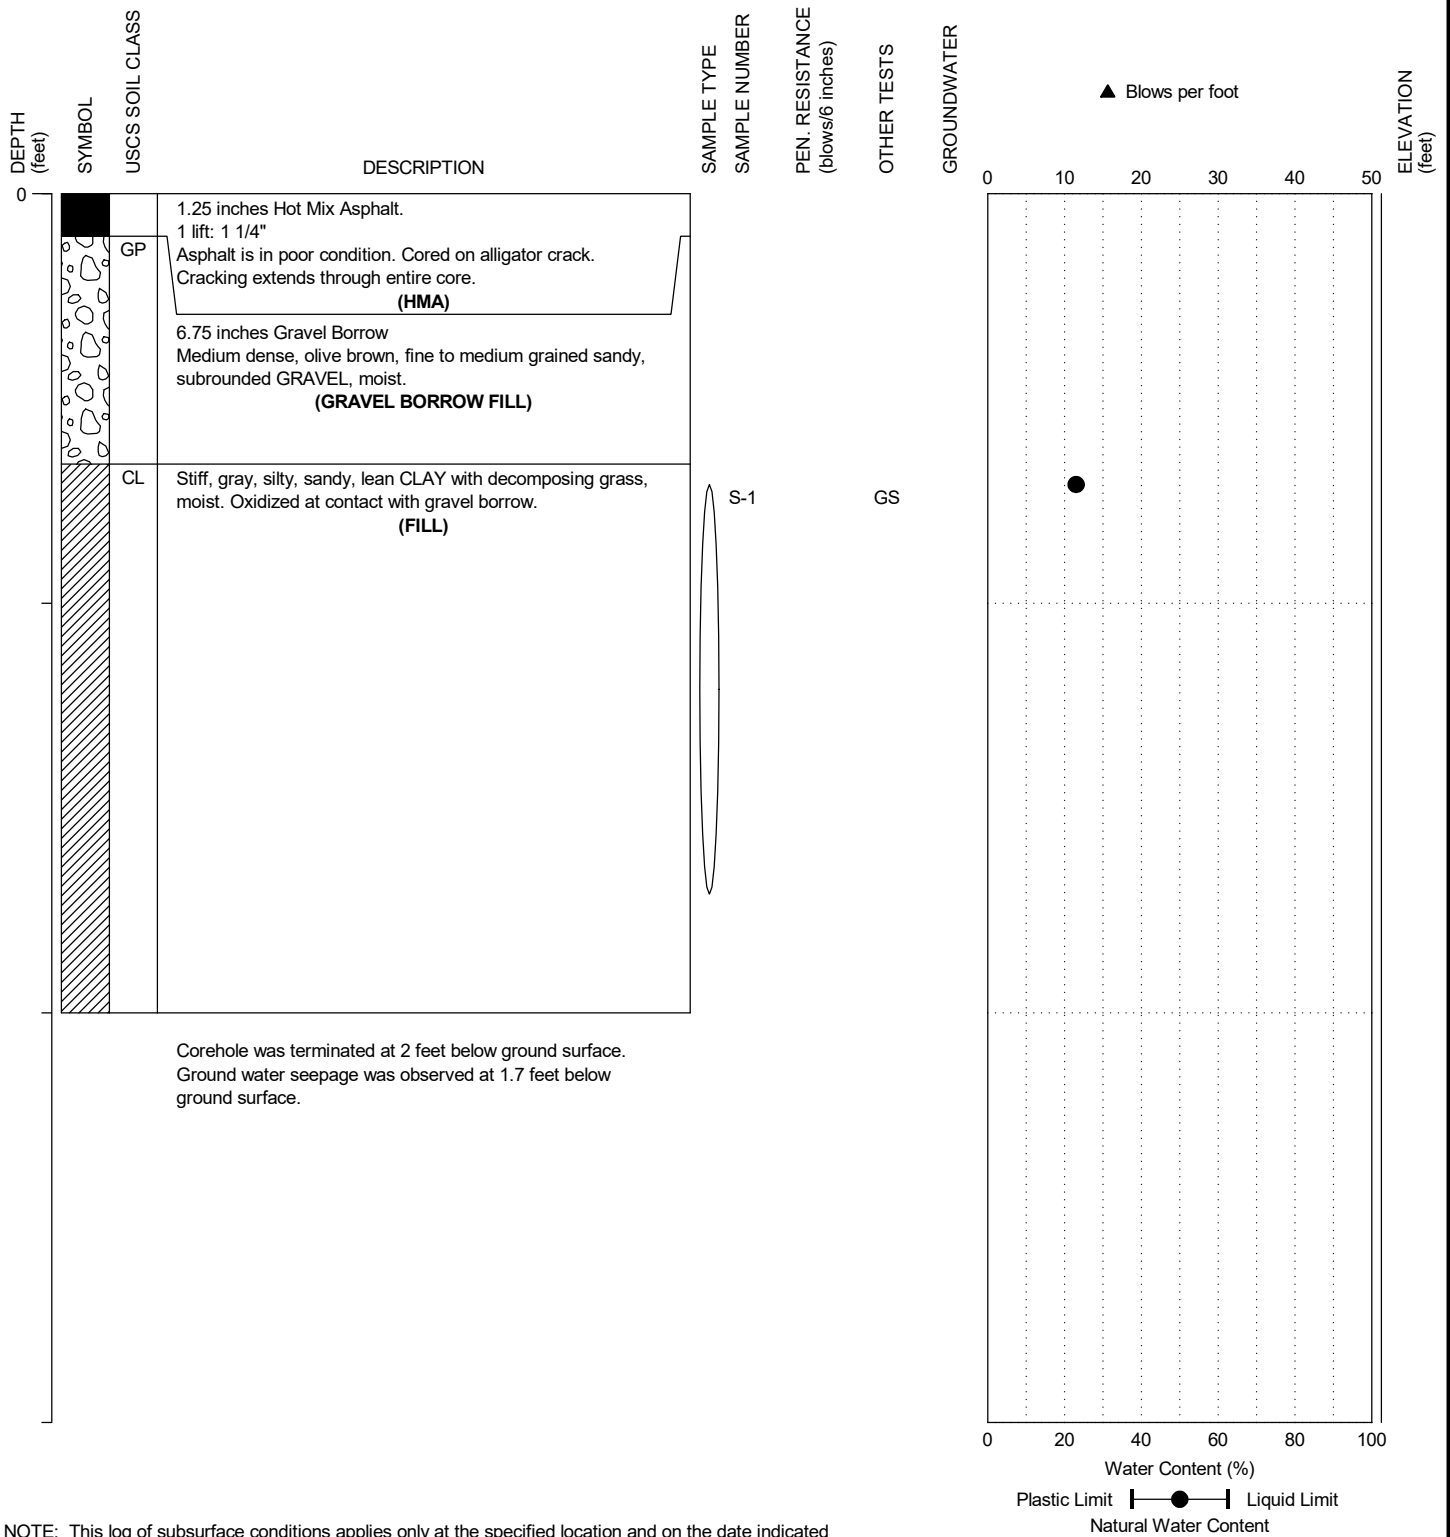 DEPTH
(feet)
SYMBOL
USCS SOIL CLASS
DESCRIPTION
SAMPLE TYPE
SAMPLE NUMBER
PEN. RESISTANCE
(blows/6 inches)
OTHER TESTS
GROUNDWATER
▲ Blows per foot
ELEVATION
(feet)
0 10 20 30 40 50
0
1.25 inches Hot Mix Asphalt.
1 lift: 1 1/4"
GP
Asphalt is in poor condition. Cored on alligator crack.
Cracking extends through entire core.
(HMA)
6.75 inches Gravel Borrow
Medium dense, olive brown, fine to medium grained sandy,
subrounded GRAVEL, moist.
(GRAVEL BORROW FILL)
CL
Stiff, gray, silty, sandy, lean CLAY with decomposing grass,
moist. Oxidized at contact with gravel borrow.
(FILL)
S-1
GS
Corehole was terminated at 2 feet below ground surface.
Ground water seepage was observed at 1.7 feet below
ground surface.
0 20 40 60 80 100
Water Content (%)
Plastic Limit Liquid Limit
Natural Water Content
NOTE: This log of subsurface conditions applies only at the specified location and on the date indicated